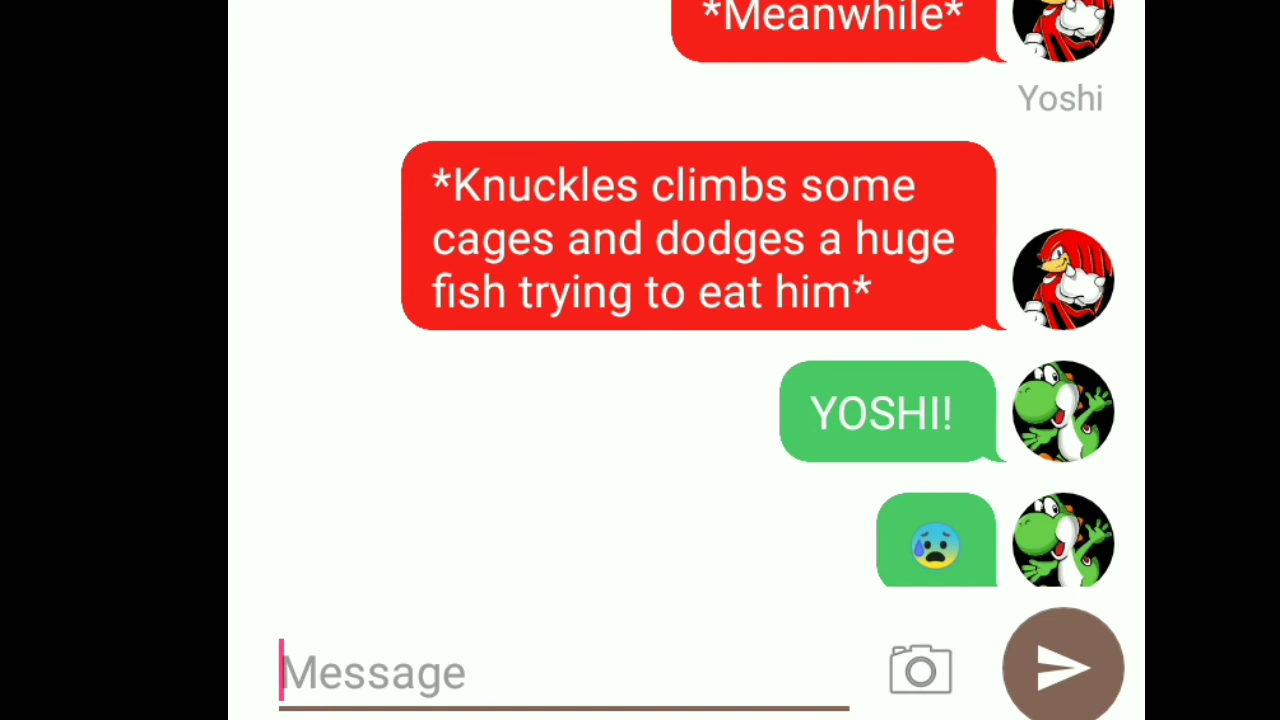 *Meanwhile*
Yoshi
*Knuckles climbs some
cages and dodges a huge
fish trying to eat him*
YOSHI!
Message